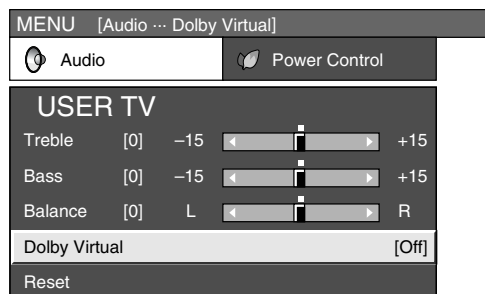 MENU [Audio ··· Dolby Virtual]
Audio Power Control
USER TV
Treble [0] –15 +15
Bass [0] –15 +15
Balance [0] L R
Dolby Virtual [Off]
Reset